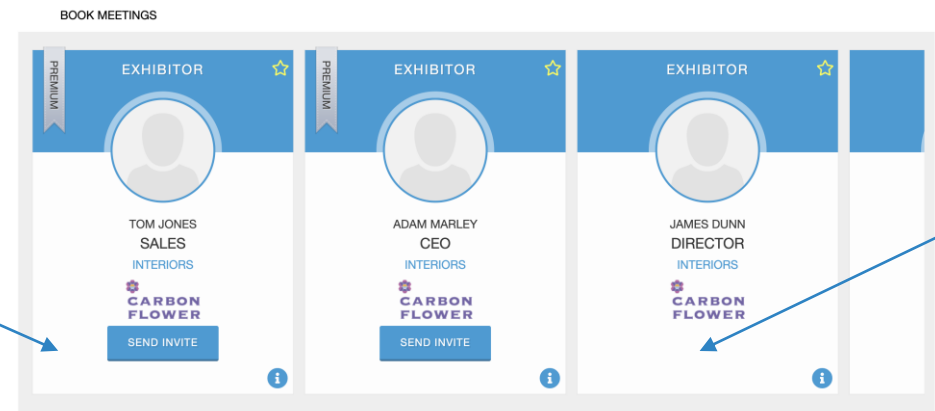 BOOK MEETINGS
PREMIUM
EXHIBITOR
TOM JONES
SALES
INTERIORS
CARBON
FLOWER
SEND INVITE
i
PREMIUM
EXHIBITOR
ADAM MARLEY
CEO
INTERIORS
CARBON
FLOWER
SEND INVITE
i
EXHIBITOR
JAMES DUNN
DIRECTOR
INTERIORS
CARBON
FLOWER
i